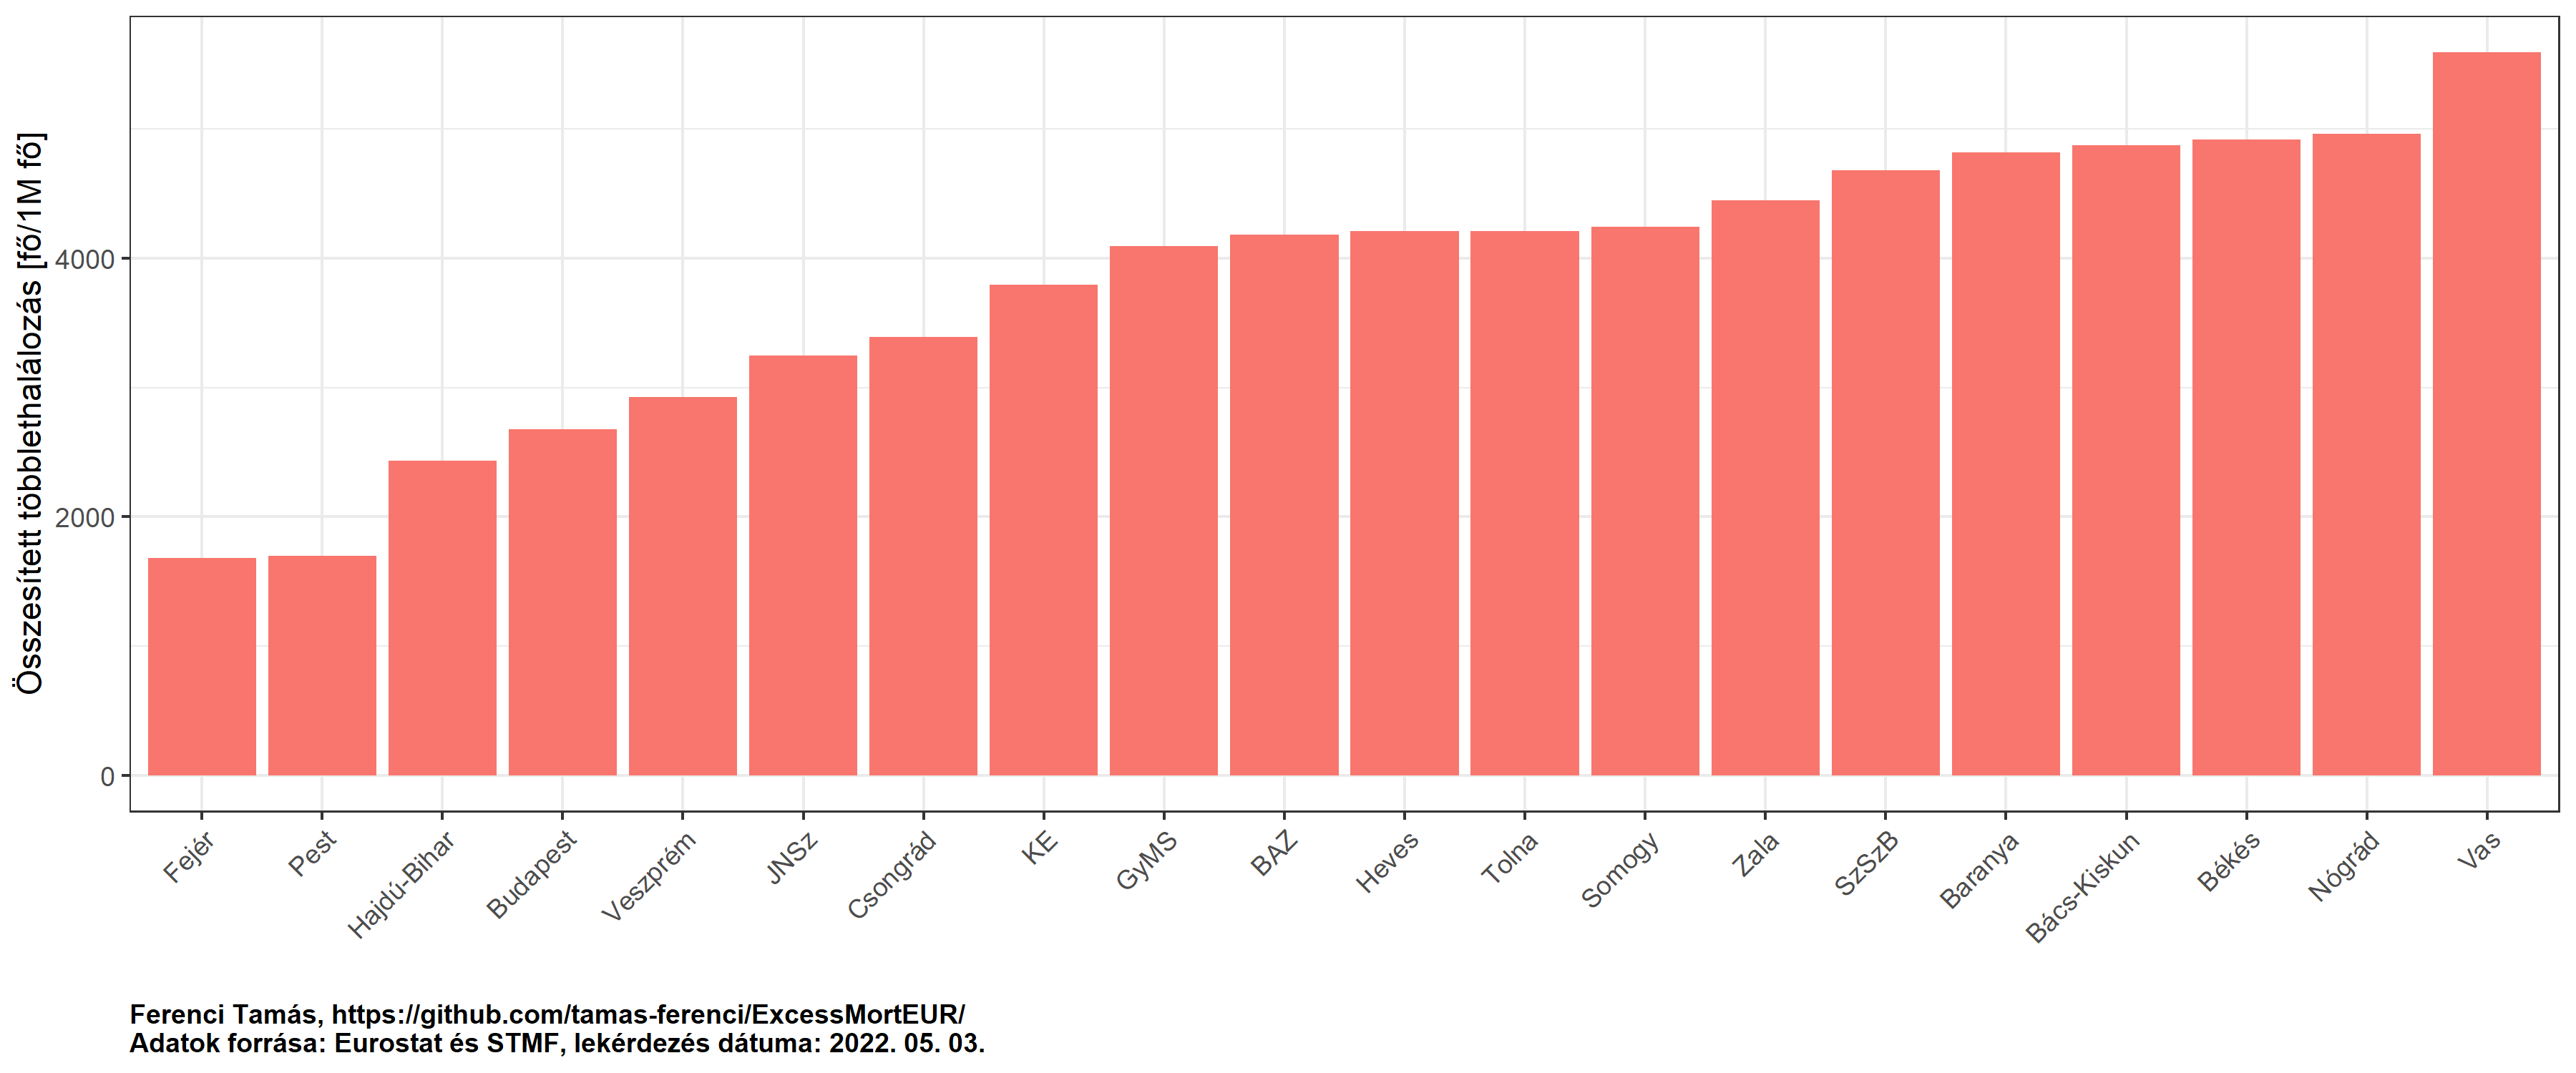 Összesített többlethalálozás [fő/1M fő]
4000
2000
0
Fejér
Pest
Hajdú-Bihar
Budapest
Veszprém
JNSz
Csongrád
KE
GyMS
BAZ
Heves
Tolna
Somogy
Zala
SzSzB
Baranya
Bács-Kiskun
Békés
Nógrád
Vas
Ferenci Tamás, https://github.com/tamas-ferenci/ExcessMortEUR/
Adatok forrása: Eurostat és STMF, lekérdezés dátuma: 2022. 05. 03.